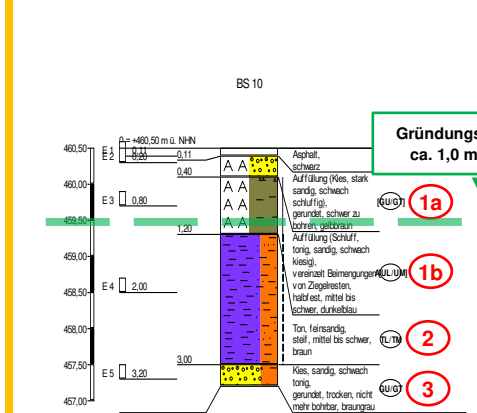 BS 10
0 = +460,50 m ü. NHN
Gründungs
ca. 1,0 m
460,50
460,00
459,50
459,00
458,50
458,00
457,50
457,00
E 1 0,11
E 2 0,20
E 3 0,80
E 4 2,00
E 5 3,20
0,11
0,40
1,20
3,00
A A
A A
A A
A A
Asphalt,
schwarz
Auffüllung (Kies, stark
sandig, schwach
schluffig),
gerundet, schwer zu
bohren, gelbbraun
[GU/GT]
1a
Auffüllung (Schluff,
tonig, sandig, schwach
kiesig),
vereinzelt Beimengungen
von Ziegelresten,
halbfest, mittel bis
schwer, dunkelblau
[UL/UM]
1b
Ton, feinsandig,
steif, mittel bis schwer,
braun
TL/TM
2
Kies, sandig, schwach
tonig,
gerundet, trocken, nicht
mehr bohrbar, braungrau
GU/GT
3